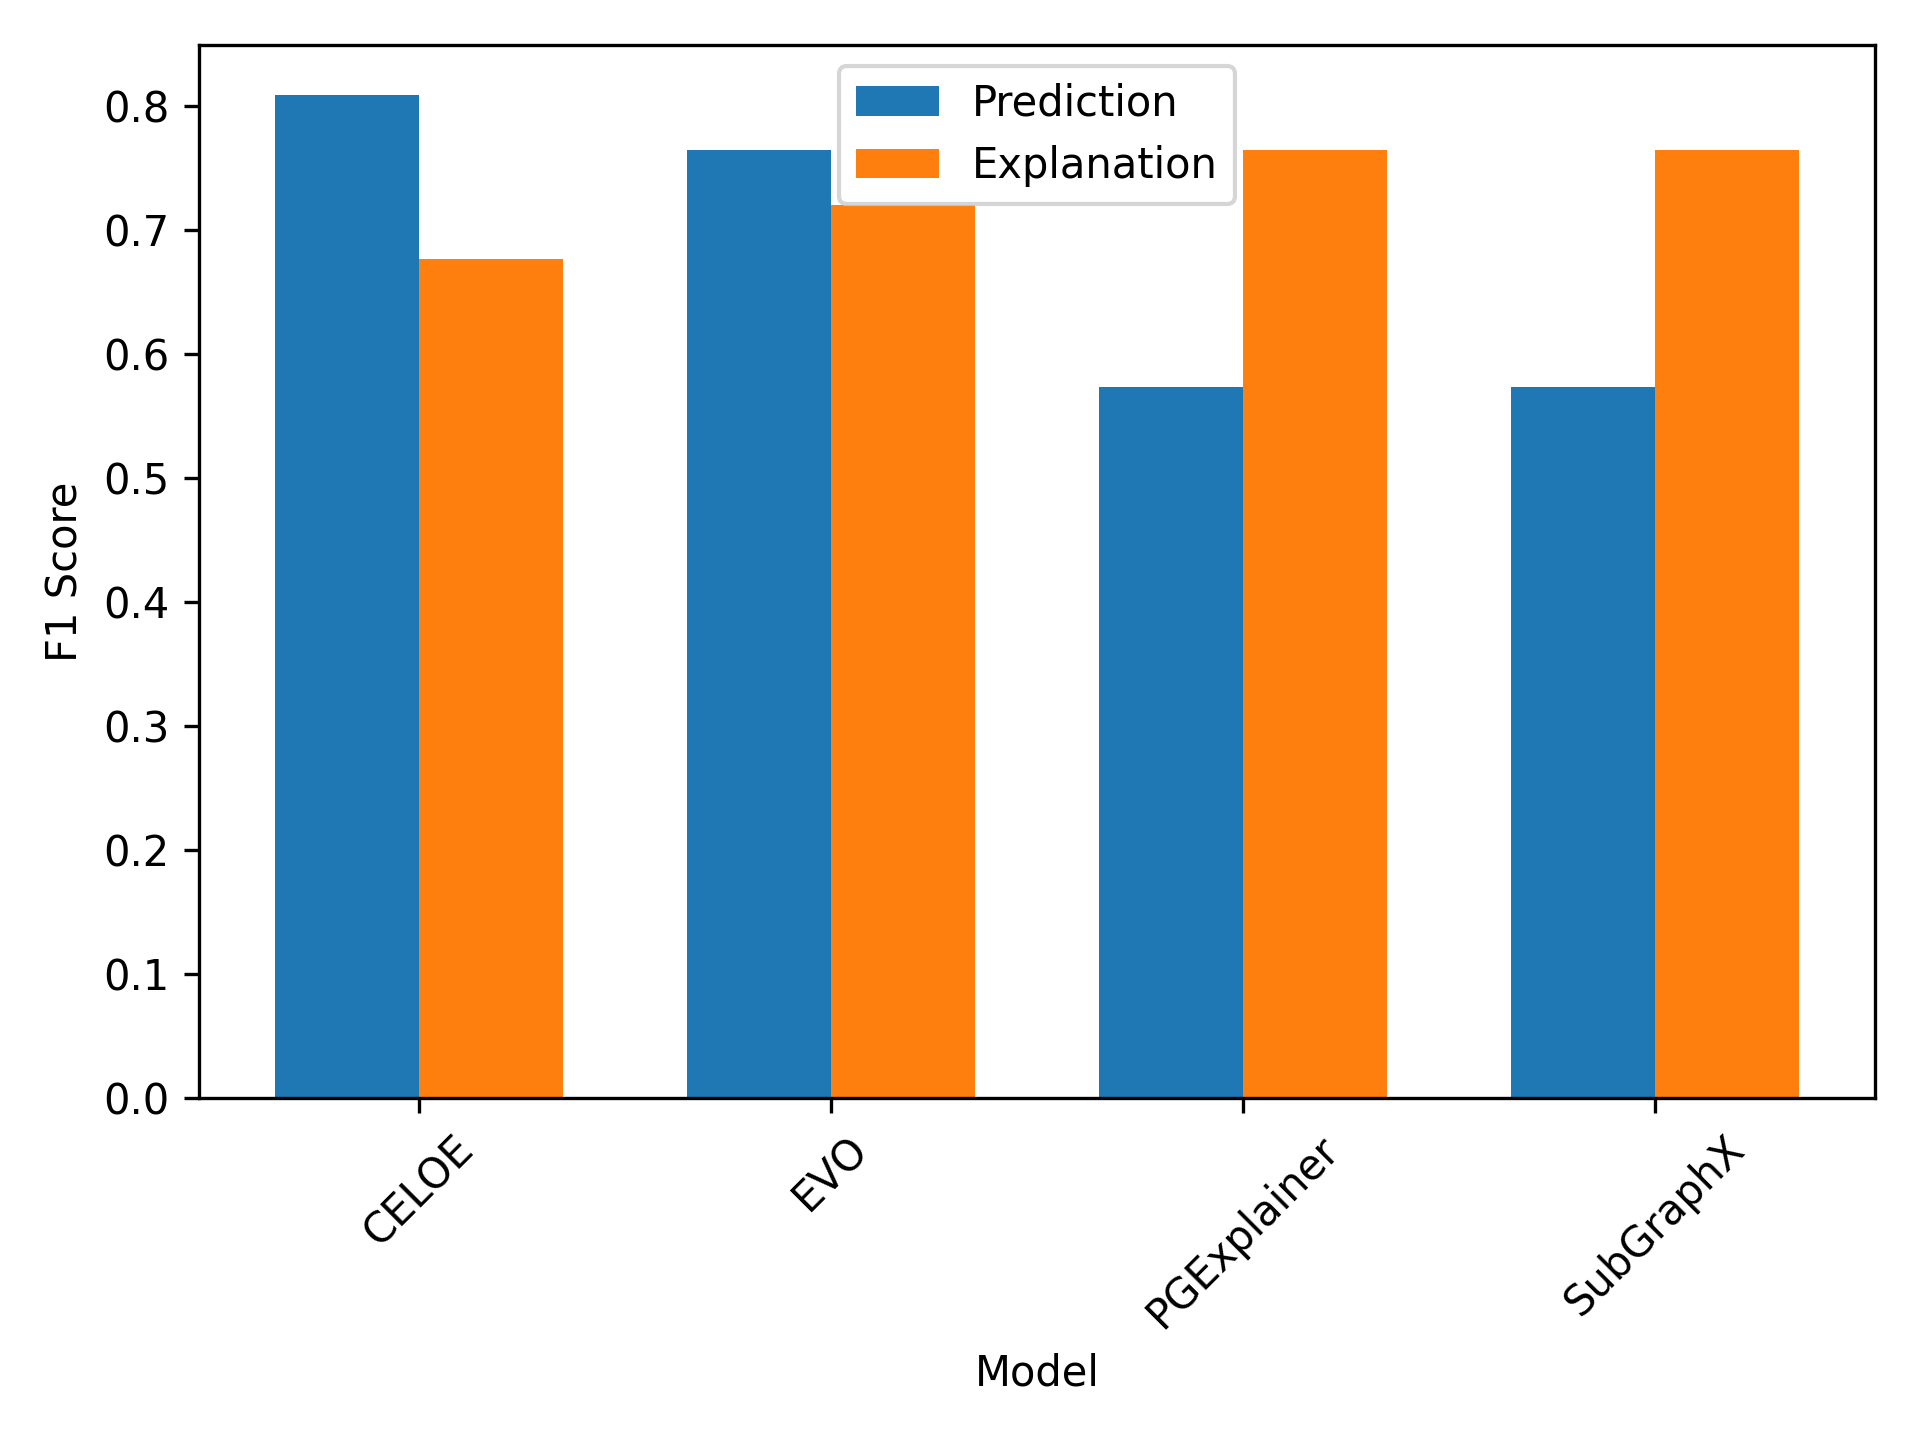 Prediction
Explanation
0.8
0.7
0.6
0.5
0.4
0.3
0.2
0.1
0.0
F1 Score
CELOE
EVO
PGExplainer
SubGraphX
Model